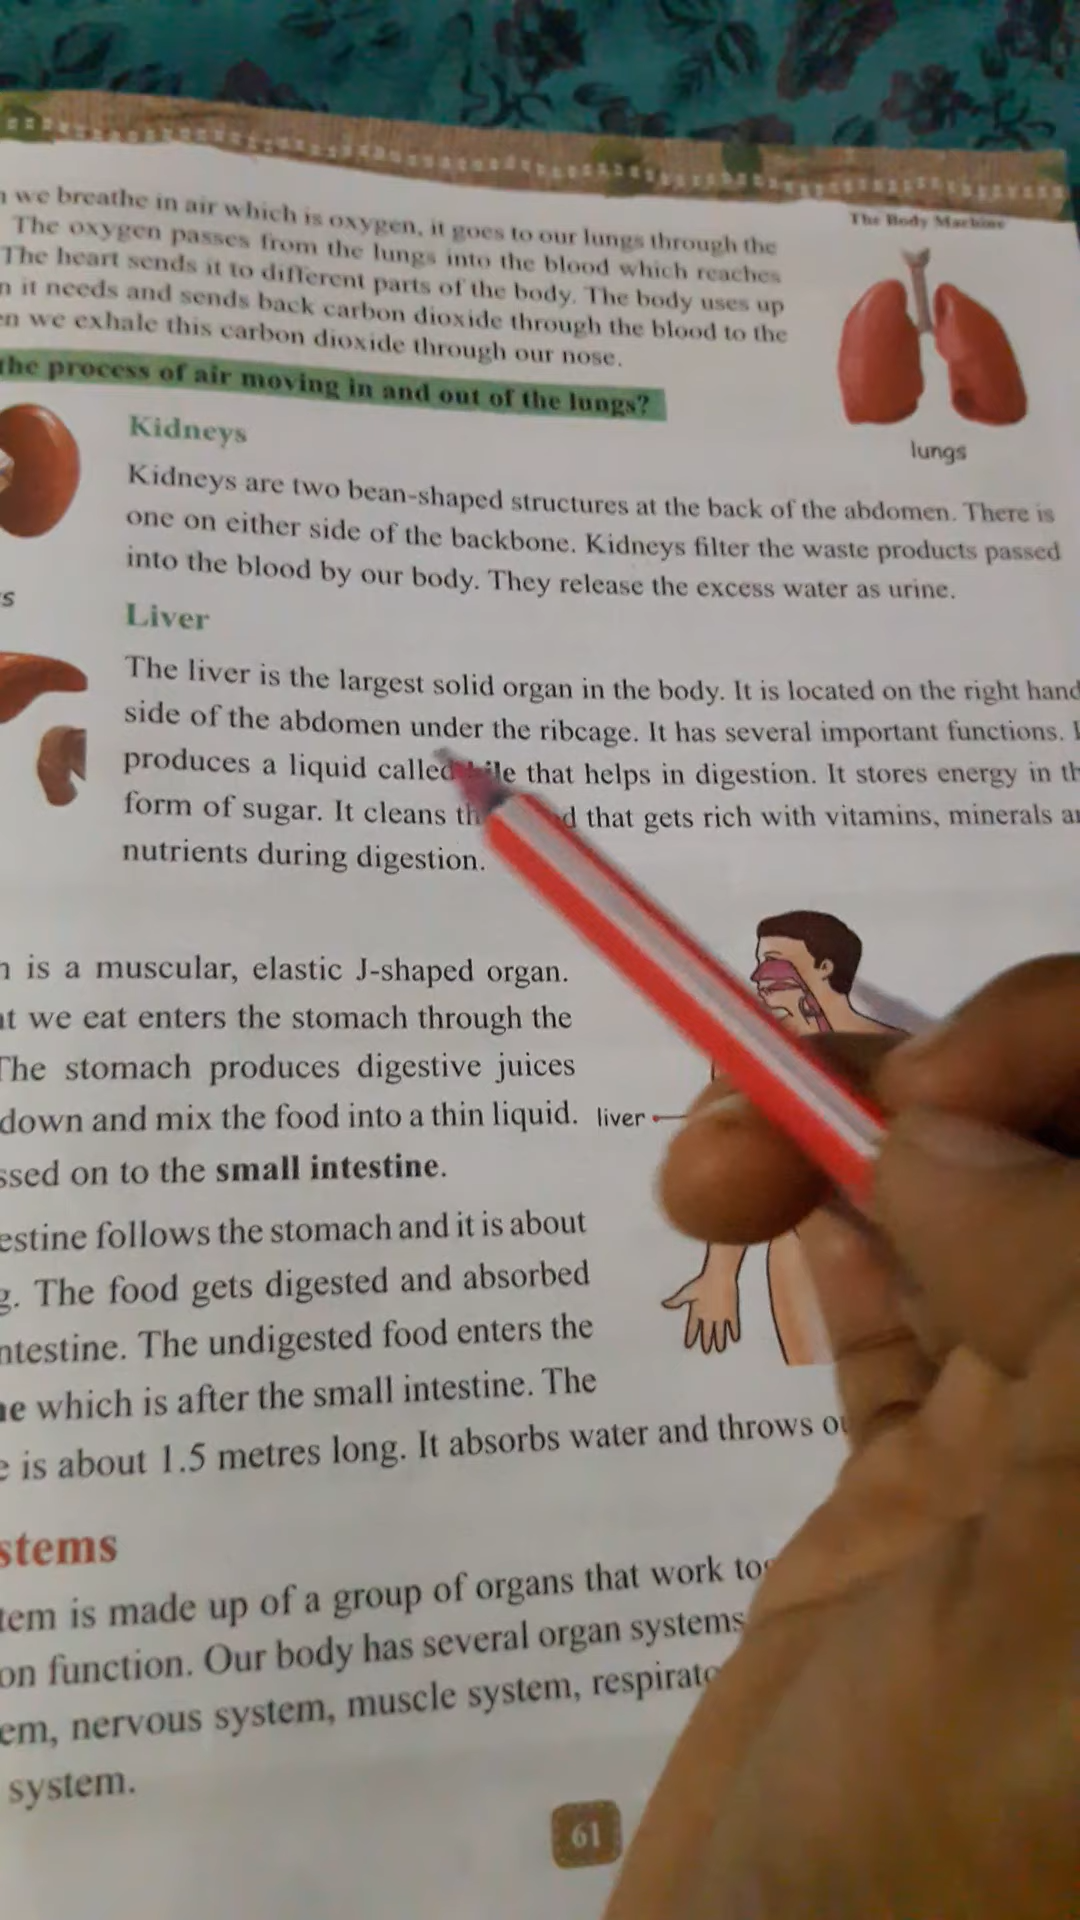 The Body Machine
we breathe in air which is oxygen, it goes to our lungs through the
The oxygen passes from the lungs into the blood which reaches
The heart sends it to different parts of the body. The body uses up
it needs and sends back carbon dioxide through the blood to the
we exhale this carbon dioxide through our nose.
lungs
the process of air moving in and out of the lungs?
Kidneys
Kidneys are two bean-shaped structures at the back of the abdomen. There is
one on either side of the backbone. Kidneys filter the waste products passed
into the blood by our body. They release the excess water as urine.
Liver
The liver is the largest solid organ in the body. It is located on the right hand
side of the abdomen under the ribcage. It has several important functions.
produces a liquid called that helps in digestion. It stores energy in
form of sugar. It cleans that gets rich with vitamins, minerals
nutrients during digestion.
is a muscular, elastic J-shaped organ.
we eat enters the stomach through the
The stomach produces digestive juices
down and mix the food into a thin liquid.
liver
on to the small intestine.
follows the stomach and it is about
The food gets digested and absorbed
The undigested food enters the
which is after the small intestine. The
is about 1.5 metres long. It absorbs water and throws
is made up of a group of organs that work
function. Our body has several organ systems
nervous system, muscle system,
system.
61